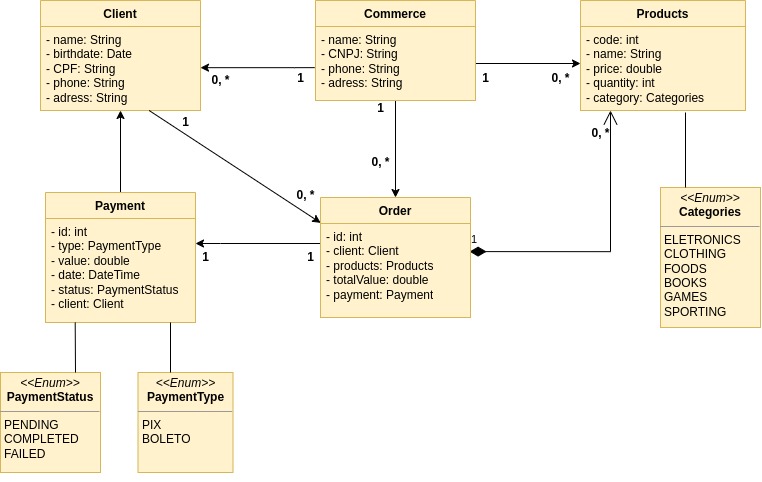 Client
- name: String
- birthdate: Date
- CPF: String
- phone: String
- adress: String
Commerce
- name: String
- CNPJ: String
- phone: String
- adress: String
Products
- code: int
- name: String
- price: double
- quantity: int
- category: Categories
0, *
1
1
0, *
1
0, *
1
0, *
0, *
Payment
- id: int
- type: PaymentType
- value: double
- date: DateTime
- status: PaymentStatus
- client: Client
1
1
Order
- id: int
- client: Client
- products: Products
- totalValue: double
- payment: Payment
1
<<Enum>>
Categories
ELETRONICS
CLOTHING
FOODS
BOOKS
GAMES
SPORTING
<<Enum>>
PaymentStatus
PENDING
COMPLETED
FAILED
<<Enum>>
PaymentType
PIX
BOLETO